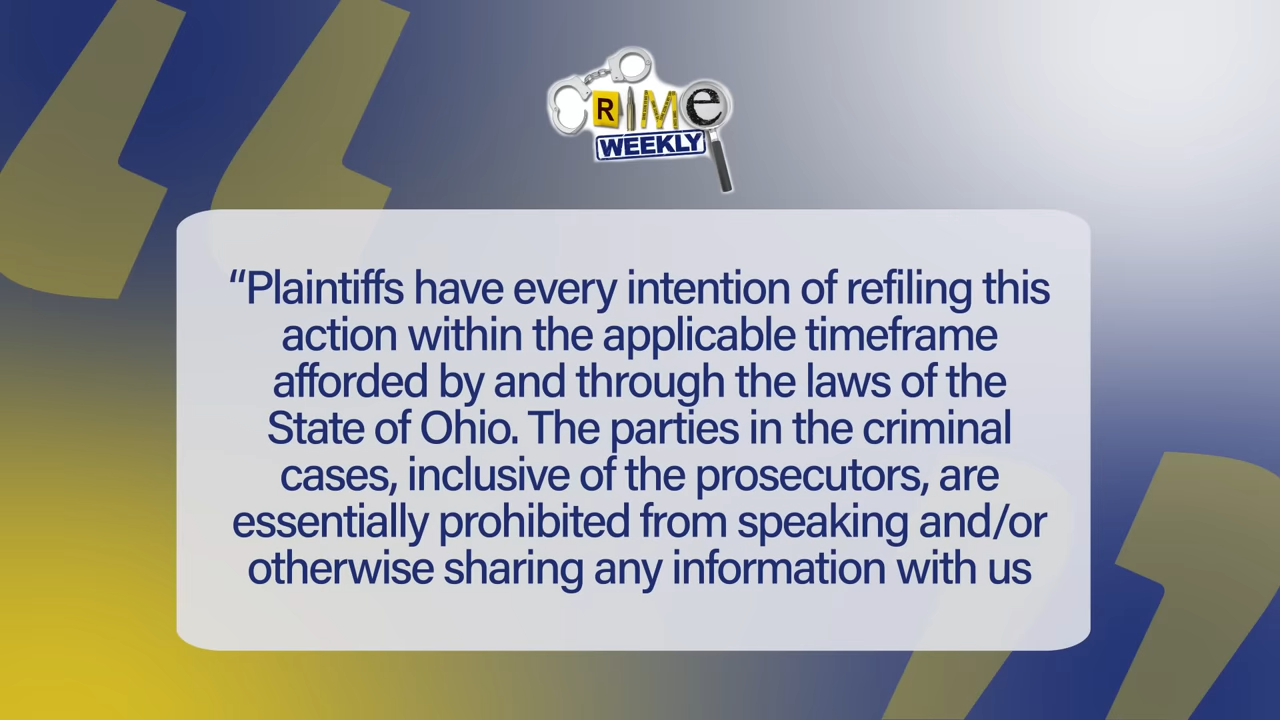 CRIME
WEEKLY
“Plaintiffs have every intention of refiling this
action within the applicable timeframe
afforded by and through the laws of the
State of Ohio. The parties in the criminal
cases, inclusive of the prosecutors, are
essentially prohibited from speaking and/or
otherwise sharing any information with us